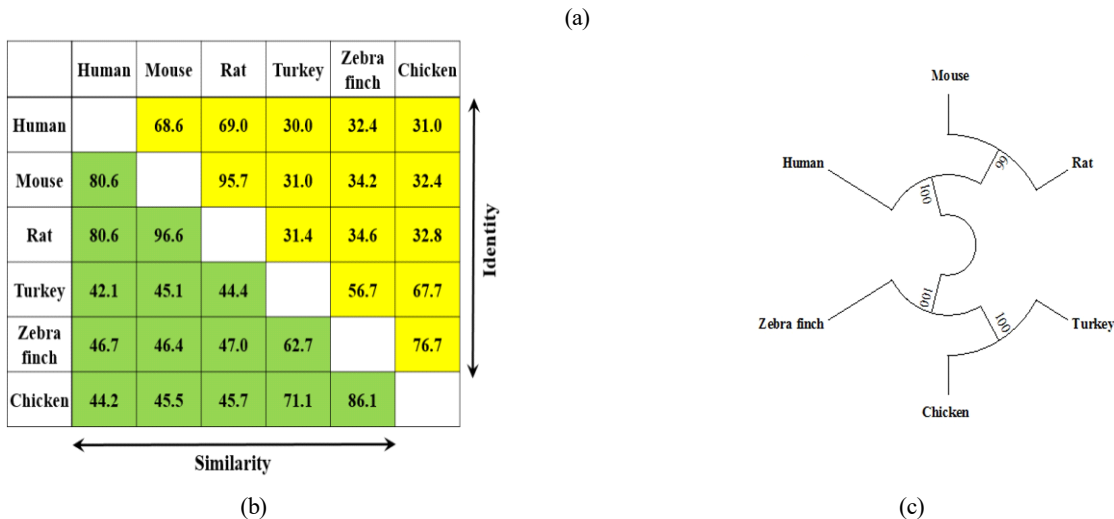 (a)
Human Mouse Rat Turkey Zebra finch Chicken
Human 68.6 69.0 30.0 32.4 31.0
Mouse 80.6 95.7 31.0 34.2 32.4
Rat 80.6 96.6 31.4 34.6 32.8
Turkey 42.1 45.1 44.4 56.7 67.7
Zebra finch 46.7 46.4 47.0 62.7 76.7
Chicken 44.2 45.5 45.7 71.1 86.1
Identity
Similarity
(b)
Mouse
Human
Rat
99
100
100
100
Zebra finch
Turkey
Chicken
(c)